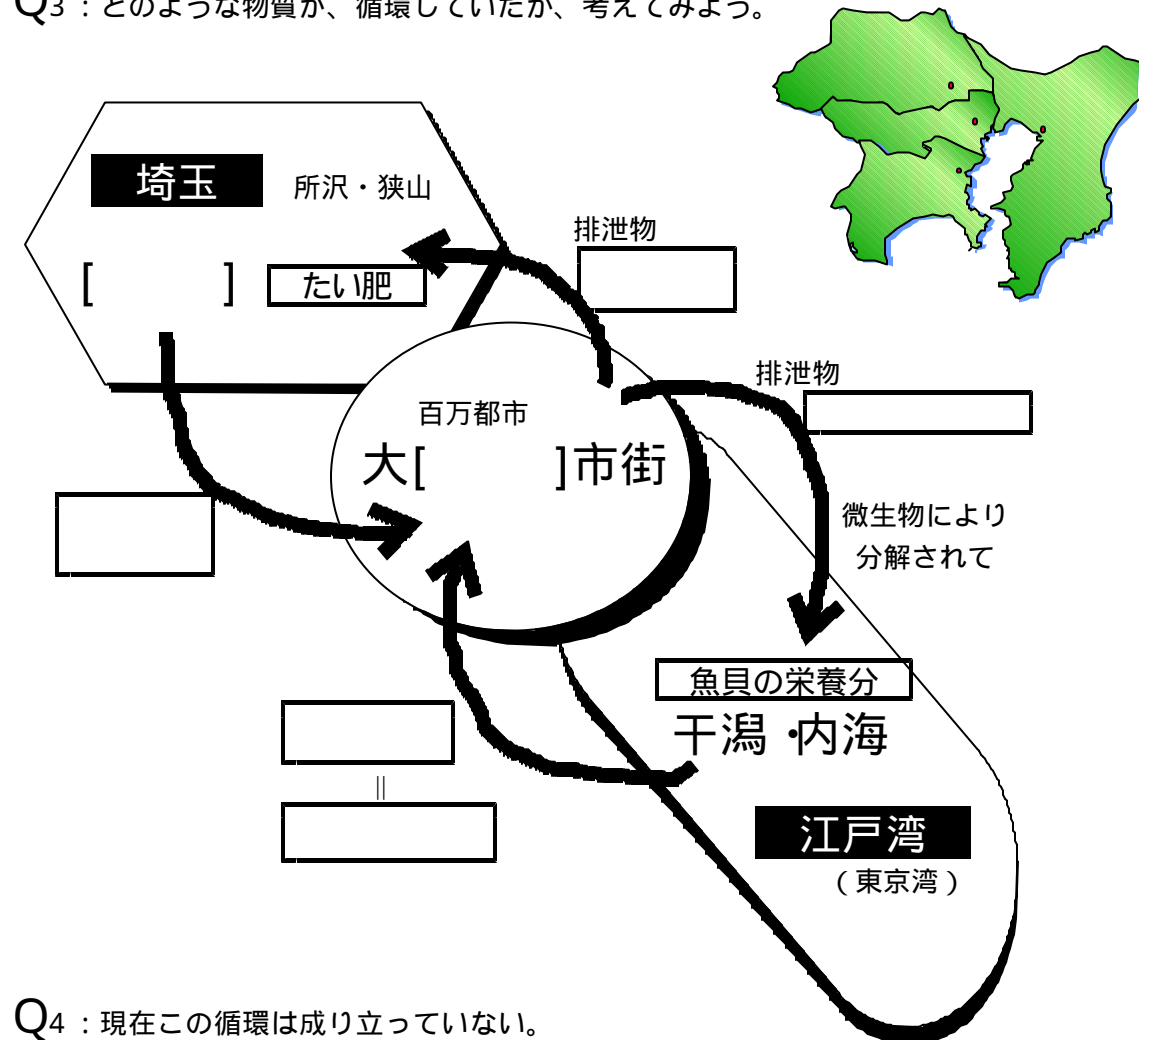 Q3：どのような物質が、循環していたか、考えてみよう。
埼玉 所沢・狭山
[ ] たい肥
排泄物
排泄物
百万都市
大[ ]市街
微生物により
分解されて
魚貝の栄養分
干潟・内海
||
江戸湾
(東京湾)
Q4：現在この循環は成り立っていない。